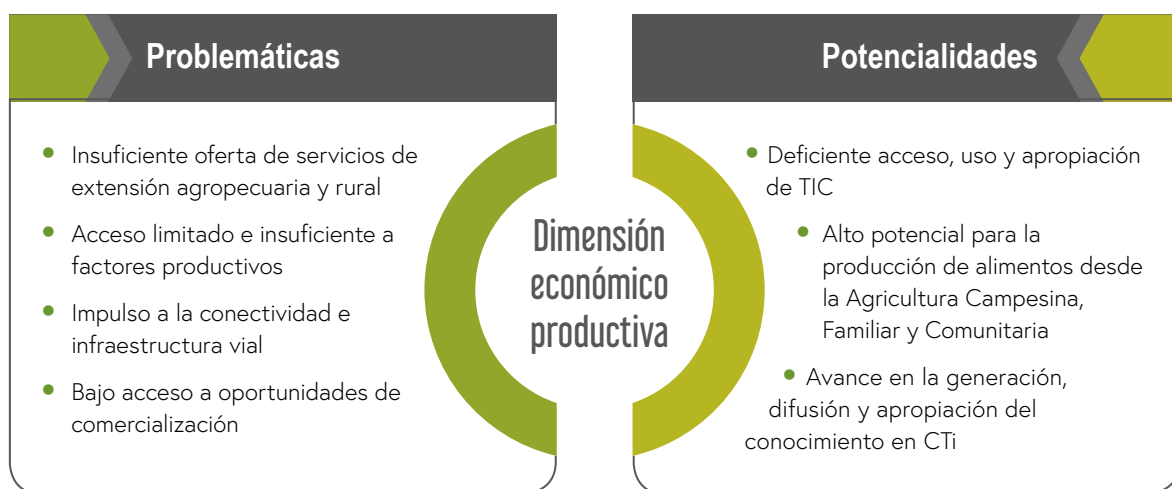 Problemáticas
• Insuficiente oferta de servicios de
extensión agropecuaria y rural
• Acceso limitado e insuficiente a
factores productivos
• Impulso a la conectividad e
infraestructura vial
• Bajo acceso a oportunidades de
comercialización
Dimensión
económico
productiva
Potencialidades
• Deficiente acceso, uso y apropiación
de TIC
• Alto potencial para la
producción de alimentos desde
la Agricultura Campesina,
Familiar y Comunitaria
• Avance en la generación,
difusión y apropiación del
conocimiento en CTi